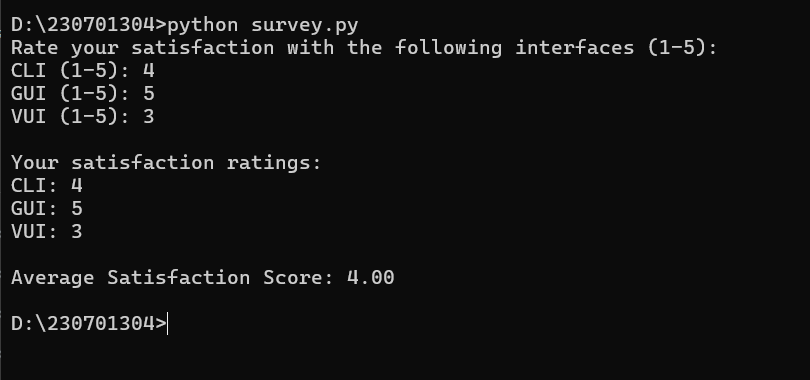 D:\230701304>python survey.py
Rate your satisfaction with the following interfaces (1-5):
CLI (1-5): 4
GUI (1-5): 5
VUI (1-5): 3
Your satisfaction ratings:
CLI: 4
GUI: 5
VUI: 3
Average Satisfaction Score: 4.00
D:\230701304>